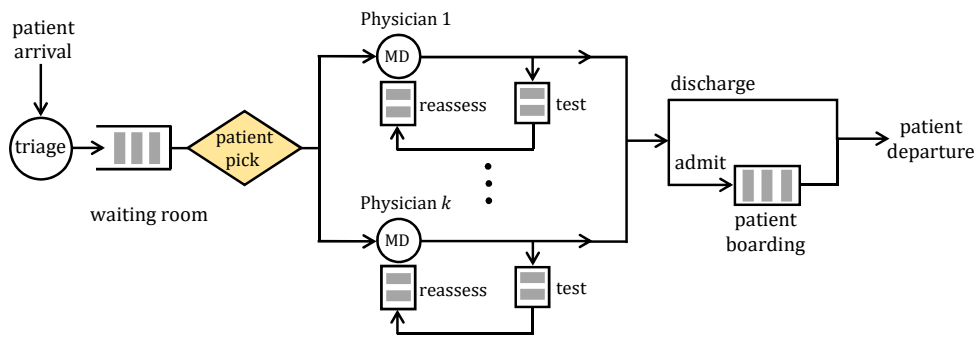 patient
arrival
triage
waiting room
patient
pick
Physician 1
MD
reassess
test
Physician k
MD
reassess
test
discharge
admit
patient
boarding
patient
departure